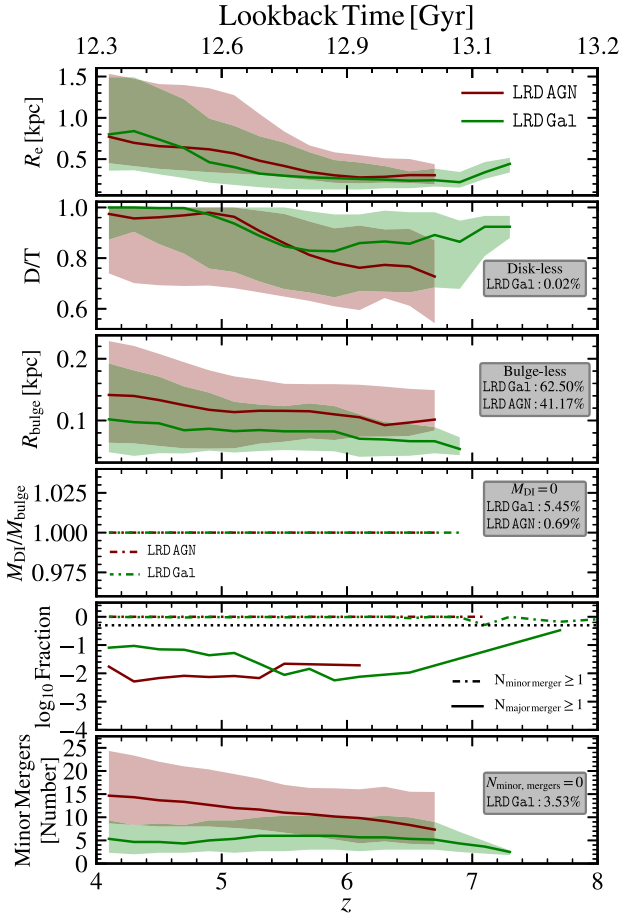 Lookback Time [Gyr]
12.3 12.6 12.9 13.1 13.2
1.5
1.0
0.5
R_e [kpc]
LRD AGN
LRD Gal
1.0
0.8
0.6
D/T
Disk-less
LRD Gal : 0.02%
0.2
0.1
R_bulge [kpc]
Bulge-less
LRD Gal : 62.50%
LRD AGN : 41.17%
1.025
1.000
0.975
M_DI/M_bulge
M_DI = 0
LRD Gal : 5.45%
LRD AGN : 0.69%
LRD AGN
LRD Gal
0
−1
−2
−3
−4
log₁₀ Fraction
N_minor merger ≥ 1
N_major merger ≥ 1
25
20
15
10
5
0
Minor Mergers
[Number]
N_minor, mergers = 0
LRD Gal : 3.53%
4 5 6 7 8
z